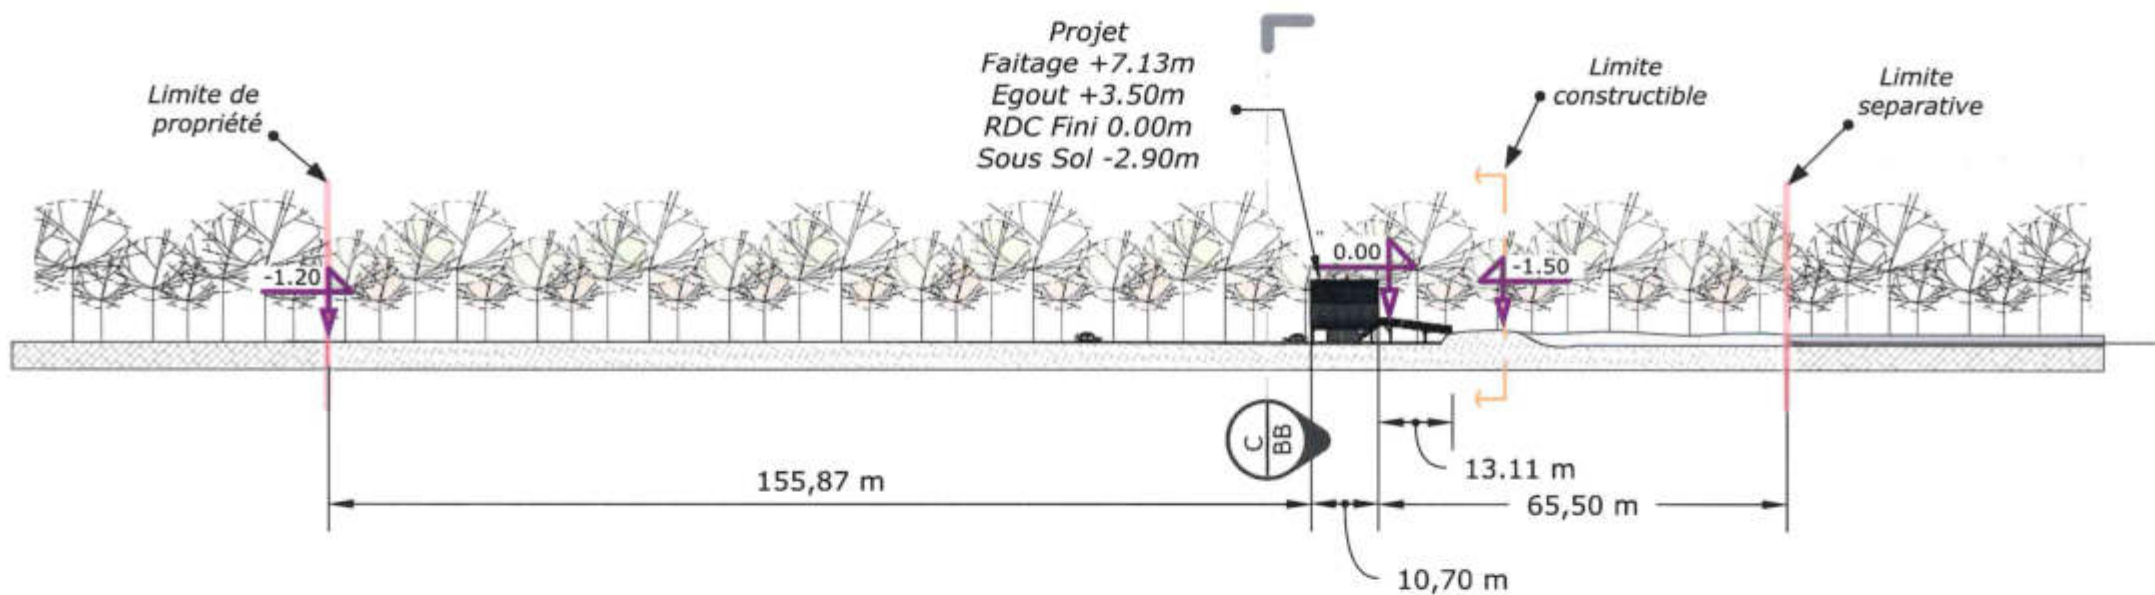 Projet
Faitage +7.13m
Egout +3.50m
RDC Fini 0.00m
Sous Sol -2.90m
Limite de
propriété
Limite
constructible
Limite
separative
-1.20
0.00
-1.50
C
BB
13.11 m
155,87 m
65,50 m
10,70 m